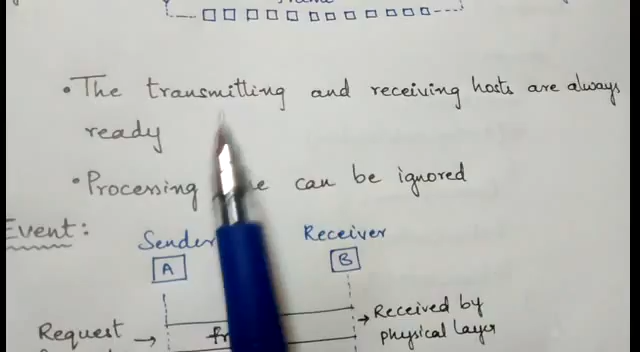 • The transmitting and receiving hosts are always
ready
• Processing can be ignored
Event:
Sender Receiver
A B
Request → → Received by
physical layer